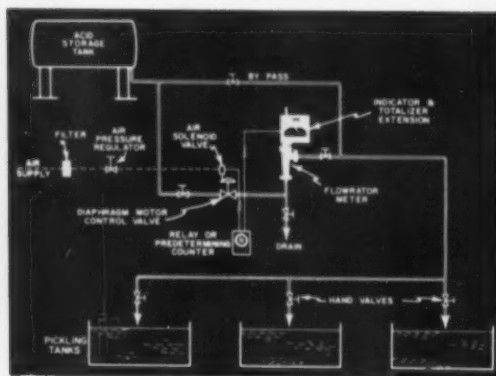 ACID
STORAGE
TANK
BY PASS
INDICATOR &
TOTALIZER
EXTENSION
FILTER
AIR
PRESSURE
REGULATOR
AIR
SOLENOID
VALVE
AIR
SUPPLY
FLOWRATOR
METER
DIAPHRAGM MOTOR
CONTROL VALVE
RELAY OR
PREDETERMINING
COUNTER
DRAIN
HAND VALVES
PICKLING
TANKS